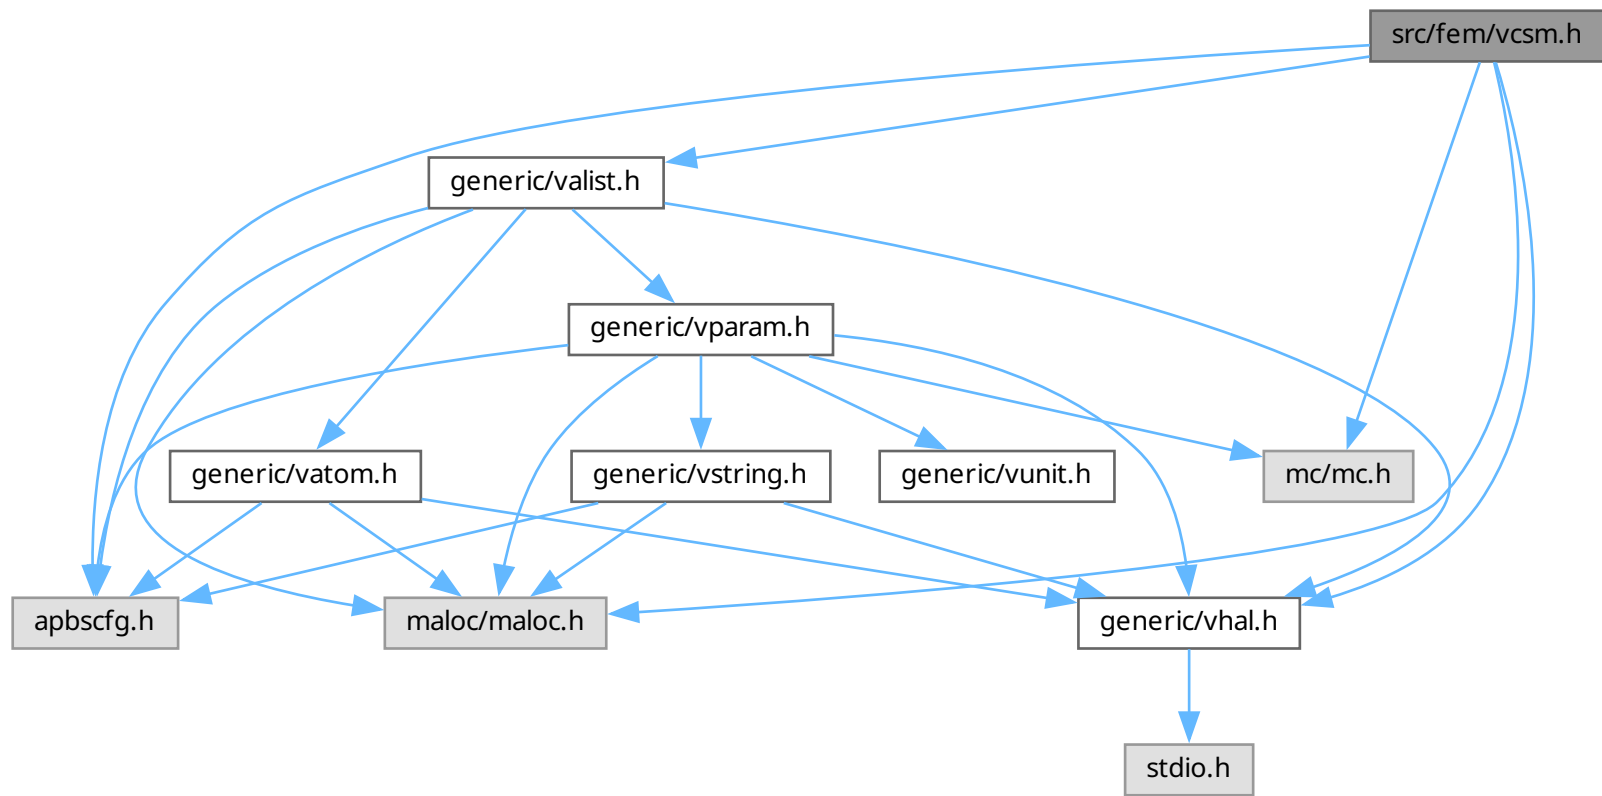 src/fem/vcsm.h
generic/valist.h
generic/vparam.h
generic/vatom.h
generic/vstring.h
generic/vunit.h
mc/mc.h
apbscfg.h
maloc/maloc.h
generic/vhal.h
stdio.h